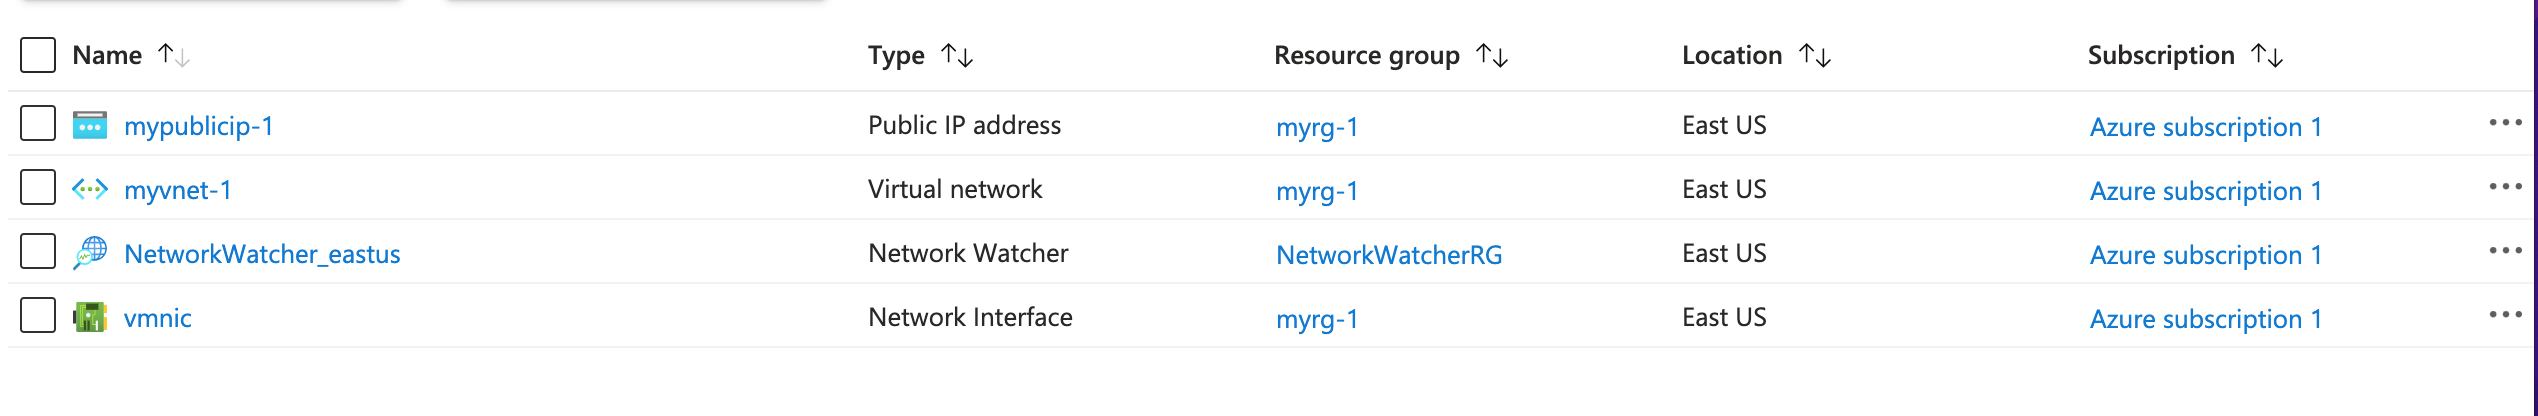 Name Type Resource group Location Subscription
mypublicip-1 Public IP address myrg-1 East US Azure subscription 1
myvnet-1 Virtual network myrg-1 East US Azure subscription 1
NetworkWatcher_eastus Network Watcher NetworkWatcherRG East US Azure subscription 1
vmnic Network Interface myrg-1 East US Azure subscription 1